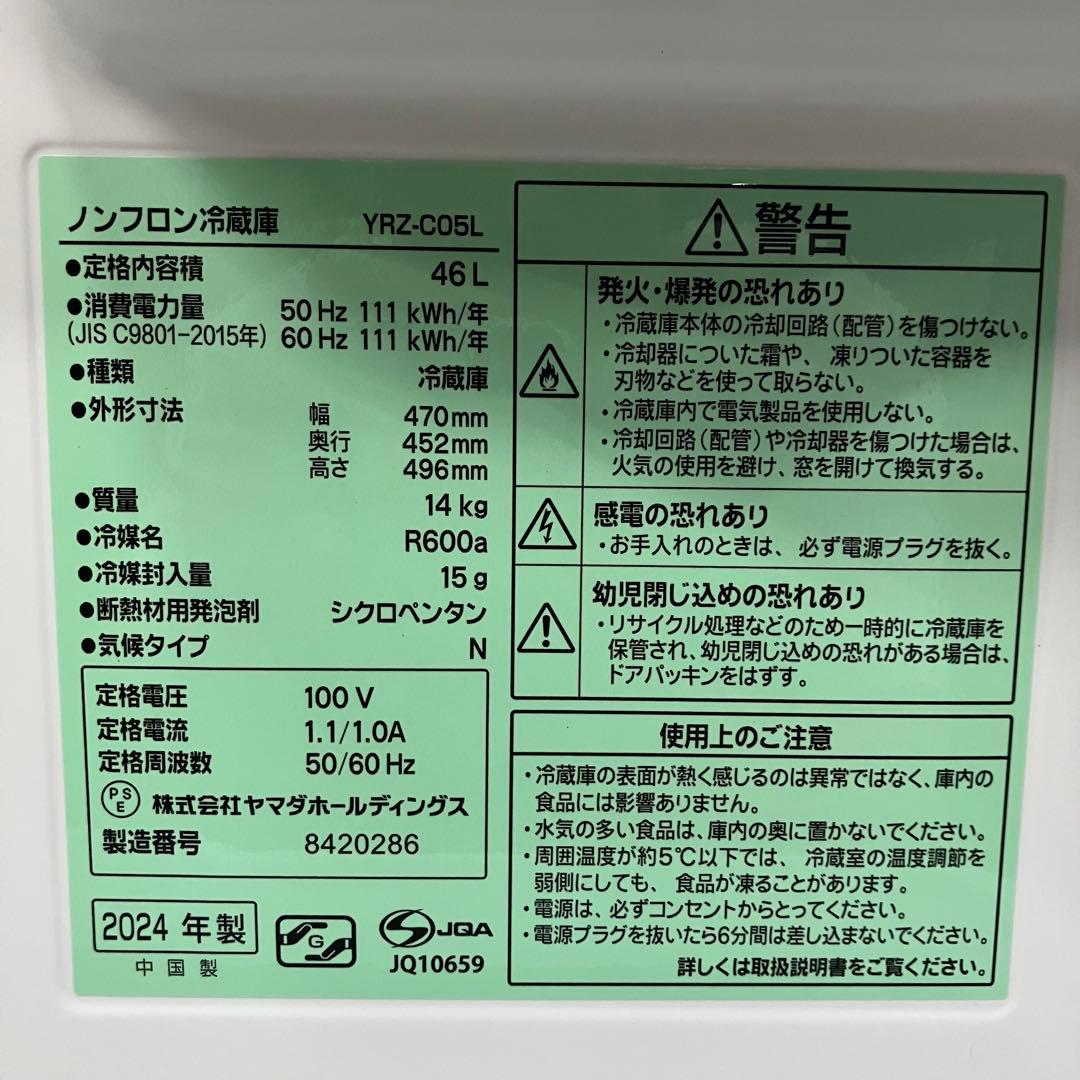 ノンフロン冷蔵庫 YRZ-C05L
●定格内容積 46 L
●消費電力量 50 Hz 111 kWh/年
(JIS C9801-2015年) 60 Hz 111 kWh/年
●種類 冷蔵庫
●外形寸法 幅 470mm
奥行 452mm
高さ 496mm
●質量 14 kg
●冷媒名 R600a
●冷媒封入量 15 g
●断熱材用発泡剤 シクロペンタン
●気候タイプ N
定格電圧 100 V
定格電流 1.1/1.0A
定格周波数 50/60 Hz
PSE 株式会社ヤマダホールディングス
製造番号 8420286
2024 年製
中国製
G
JQA
JQ10659
警告
発火・爆発の恐れあり
・冷蔵庫本体の冷却回路(配管)を傷つけない。
・冷却器についた霜や、凍りついた容器を
刃物などを使って取らない。
・冷蔵庫内で電気製品を使用しない。
・冷却回路(配管)や冷却器を傷つけた場合は、
火気の使用を避け、窓を開けて換気する。
感電の恐れあり
・お手入れのときは、必ず電源プラグを抜く。
幼児閉じ込めの恐れあり
・リサイクル処理などのため一時的に冷蔵庫を
保管され、幼児閉じ込めの恐れがある場合は、
ドアパッキンをはずす。
使用上のご注意
・冷蔵庫の表面が熱く感じるのは異常ではなく、庫内の
食品には影響ありません。
・水気の多い食品は、庫内の奥に置かないでください。
・周囲温度が約5℃以下では、冷蔵室の温度調節を
弱側にしても、食品が凍ることがあります。
・電源は、必ずコンセントからとってください。
・電源プラグを抜いたら6分間は差し込まないでください。
詳しくは取扱説明書をご覧ください。